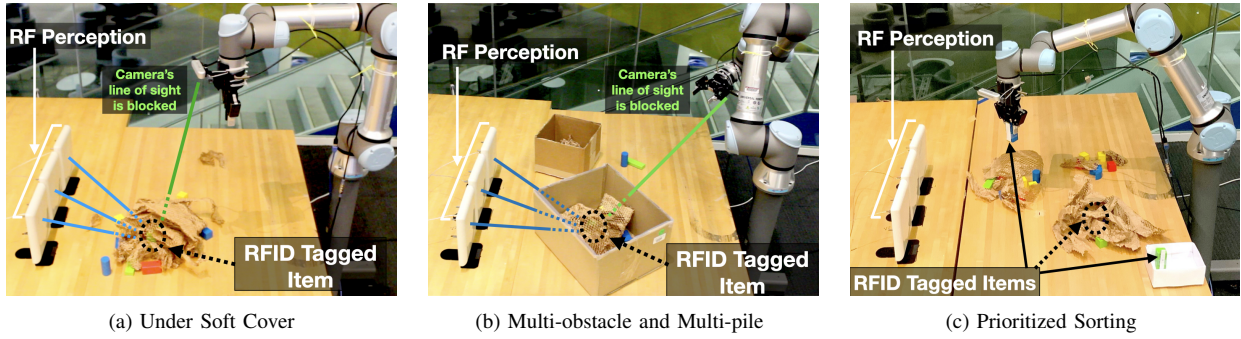 RF Perception
Camera's
line of sight
is blocked
RFID Tagged
Item
(a) Under Soft Cover
RF Perception
Camera's
line of sight
is blocked
RFID Tagged
Item
(b) Multi-obstacle and Multi-pile
RF Perception
RFID Tagged Items
(c) Prioritized Sorting